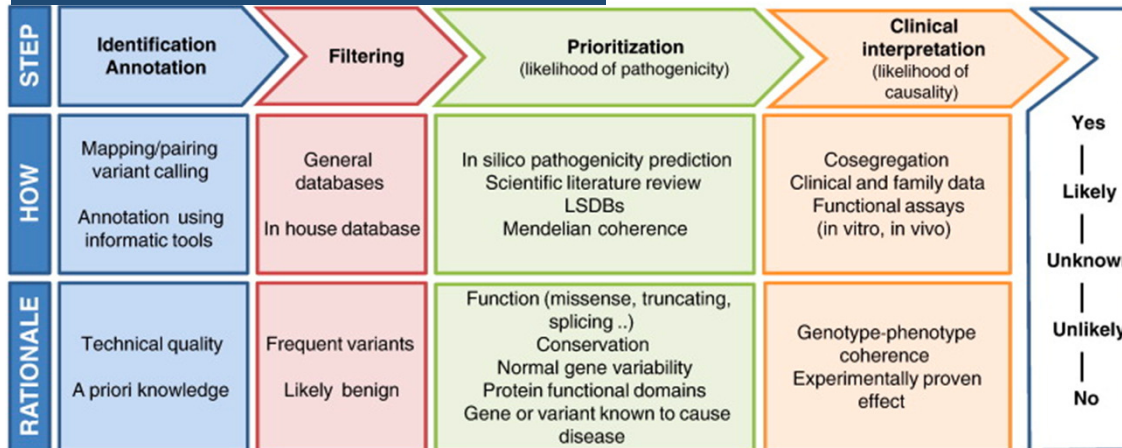 STEP
Identification
Annotation
Filtering
Prioritization
(likelihood of pathogenicity)
Clinical
interpretation
(likelihood of
causality)
HOW
Mapping/pairing
variant calling
Annotation using
informatic tools
General
databases
In house database
In silico pathogenicity prediction
Scientific literature review
LSDBs
Mendelian coherence
Cosegregation
Clinical and family data
Functional assays
(in vitro, in vivo)
RATIONALE
Technical quality
A priori knowledge
Frequent variants
Likely benign
Function (missense, truncating,
splicing ..)
Conservation
Normal gene variability
Protein functional domains
Gene or variant known to cause
disease
Genotype-phenotype
coherence
Experimentally proven
effect
Yes
Likely
Unknown
Unlikely
No